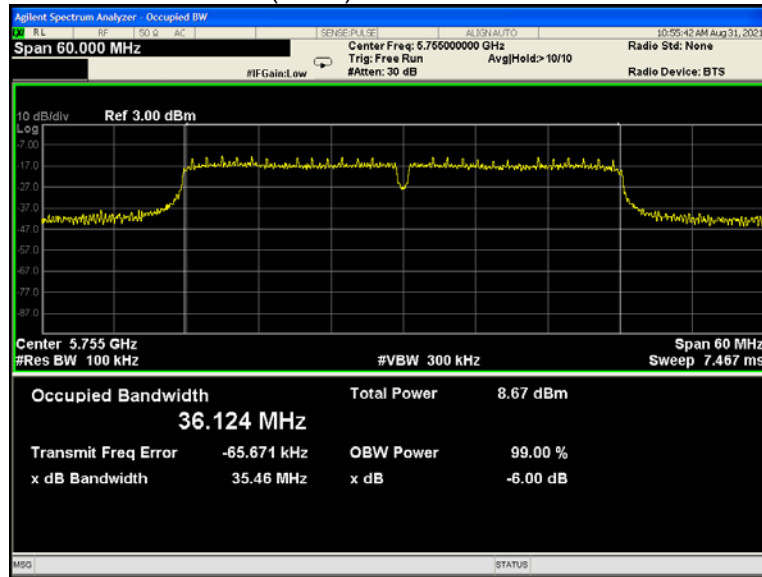 Agilent Spectrum Analyzer - Occupied BW
RL RF 50 Ω AC SENSE:PULSE ALIGN AUTO 10:55:42 AM Aug 31, 2021
Span 60.000 MHz Center Freq: 5.755000000 GHz Radio Std: None
Trig: Free Run Avg|Hold:> 10/10
#IFGain:Low #Atten: 30 dB Radio Device: BTS
10 dB/div Ref 3.00 dBm
Log
-7.00
-17.0
-27.0
-37.0
-47.0
-57.0
-67.0
-77.0
-87.0
Center 5.755 GHz Span 60 MHz
#Res BW 100 kHz #VBW 300 kHz Sweep 7.467 ms
Occupied Bandwidth Total Power 8.67 dBm
36.124 MHz
Transmit Freq Error -65.671 kHz OBW Power 99.00 %
x dB Bandwidth 35.46 MHz x dB -6.00 dB
MSG STATUS